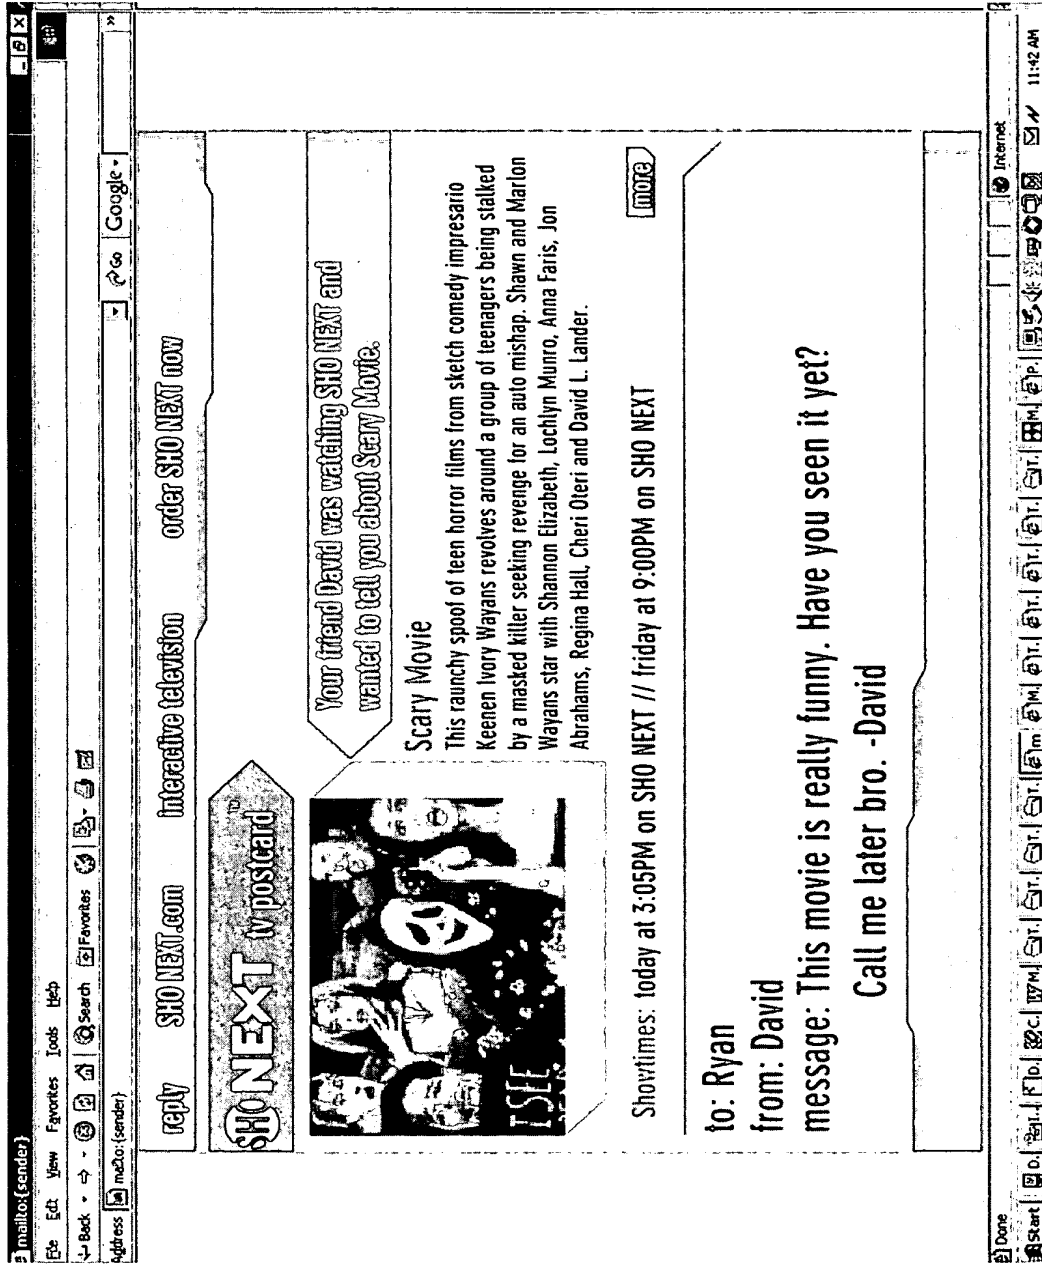 mailto:{sender}
File Edit View Favorites Tools Help
Back Search Favorites
Address mailto:{sender} Go Google
reply SHO NEXT.com interactive television order SHO NEXT now
SHO NEXT tv postcard TM
Your friend David was watching SHO NEXT and
wanted to tell you about Scary Movie.
Scary Movie
This raunchy spoof of teen horror films from sketch comedy impresario
Keenen Ivory Wayans revolves around a group of teenagers being stalked
by a masked killer seeking revenge for an auto mishap. Shawn and Marlon
Wayans star with Shannon Elizabeth, Lochlyn Munro, Anna Faris, Jon
Abrahams, Regina Hall, Cheri Oteri and David L. Lander.
Showtimes: today at 3:05PM on SHO NEXT // friday at 9:00PM on SHO NEXT
more
to: Ryan
from: David
message: This movie is really funny. Have you seen it yet?
Call me later bro. -David
Done Internet
Start 11:42 AM